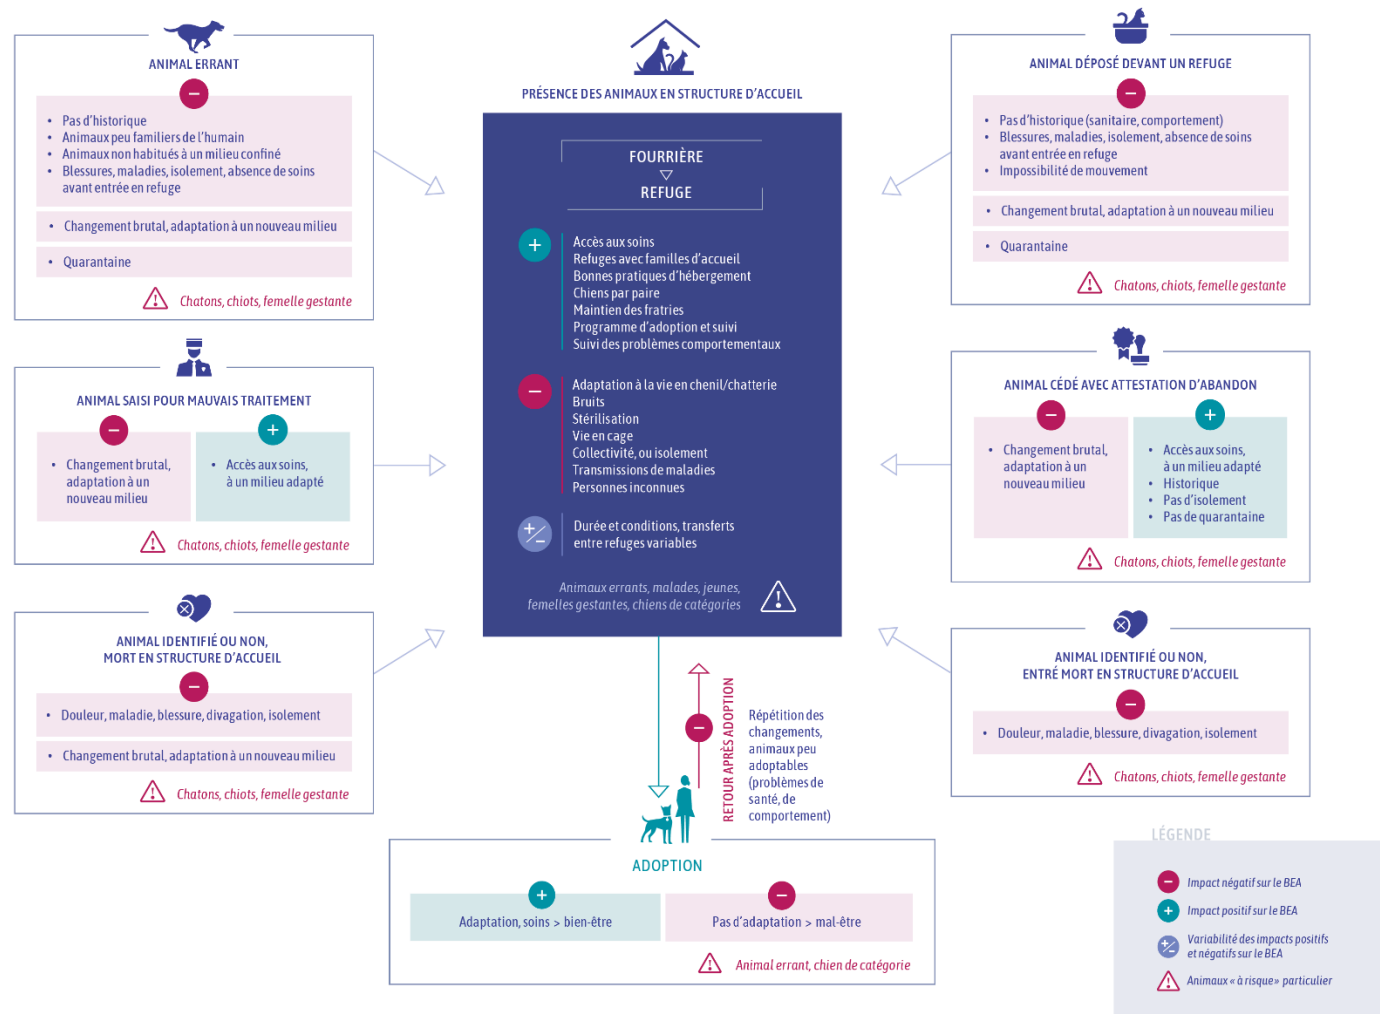 ANIMAL ERRANT
• Pas d'historique
• Animaux peu familiers de l'humain
• Animaux non habitués à un milieu confiné
• Blessures, maladies, isolement, absence de soins
avant entrée en refuge
• Changement brutal, adaptation à un nouveau milieu
• Quarantaine
Chatons, chiots, femelle gestante
ANIMAL SAISI POUR MAUVAIS TRAITEMENT
• Changement brutal,
adaptation à un
nouveau milieu
• Accès aux soins,
à un milieu adapté
Chatons, chiots, femelle gestante
ANIMAL IDENTIFIÉ OU NON,
MORT EN STRUCTURE D'ACCUEIL
• Douleur, maladie, blessure, divagation, isolement
• Changement brutal, adaptation à un nouveau milieu
Chatons, chiots, femelle gestante
PRÉSENCE DES ANIMAUX EN STRUCTURE D'ACCUEIL
FOURRIÈRE
REFUGE
Accès aux soins
Refuges avec familles d'accueil
Bonnes pratiques d'hébergement
Chiens par paire
Maintien des fratries
Programme d'adoption et suivi
Suivi des problèmes comportementaux
Adaptation à la vie en chenil/chatterie
Bruits
Stérilisation
Vie en cage
Collectivité, ou isolement
Transmissions de maladies
Personnes inconnues
Durée et conditions, transferts
entre refuges variables
Animaux errants, malades, jeunes,
femelles gestantes, chiens de catégories
RETOUR APRÈS ADOPTION
Répétition des
changements,
animaux peu
adoptables
(problèmes de
santé, de
comportement)
ADOPTION
Adaptation, soins > bien-être
Pas d'adaptation > mal-être
Animal errant, chien de catégorie
ANIMAL DÉPOSÉ DEVANT UN REFUGE
• Pas d'historique (sanitaire, comportement)
• Blessures, maladies, isolement, absence de soins
avant entrée en refuge
• Impossibilité de mouvement
• Changement brutal, adaptation à un nouveau milieu
• Quarantaine
Chatons, chiots, femelle gestante
ANIMAL CÉDÉ AVEC ATTESTATION D'ABANDON
• Changement brutal,
adaptation à un
nouveau milieu
• Accès aux soins,
à un milieu adapté
• Historique
• Pas d'isolement
• Pas de quarantaine
Chatons, chiots, femelle gestante
ANIMAL IDENTIFIÉ OU NON,
ENTRÉ MORT EN STRUCTURE D'ACCUEIL
• Douleur, maladie, blessure, divagation, isolement
Chatons, chiots, femelle gestante
LÉGENDE
Impact négatif sur le BEA
Impact positif sur le BEA
Variabilité des impacts positifs
et négatifs sur le BEA
Animaux « à risque » particulier